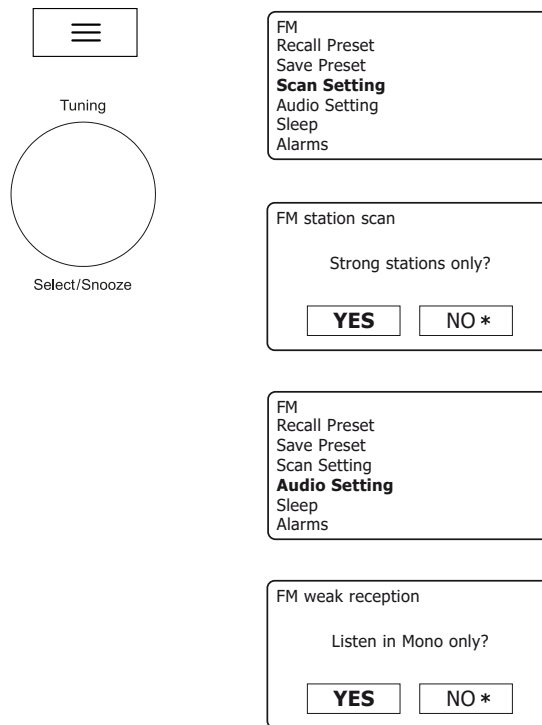 Tuning
Select/Snooze
FM
Recall Preset
Save Preset
Scan Setting
Audio Setting
Sleep
Alarms
FM station scan
Strong stations only?
YES NO *
FM
Recall Preset
Save Preset
Scan Setting
Audio Setting
Sleep
Alarms
FM weak reception
Listen in Mono only?
YES NO *